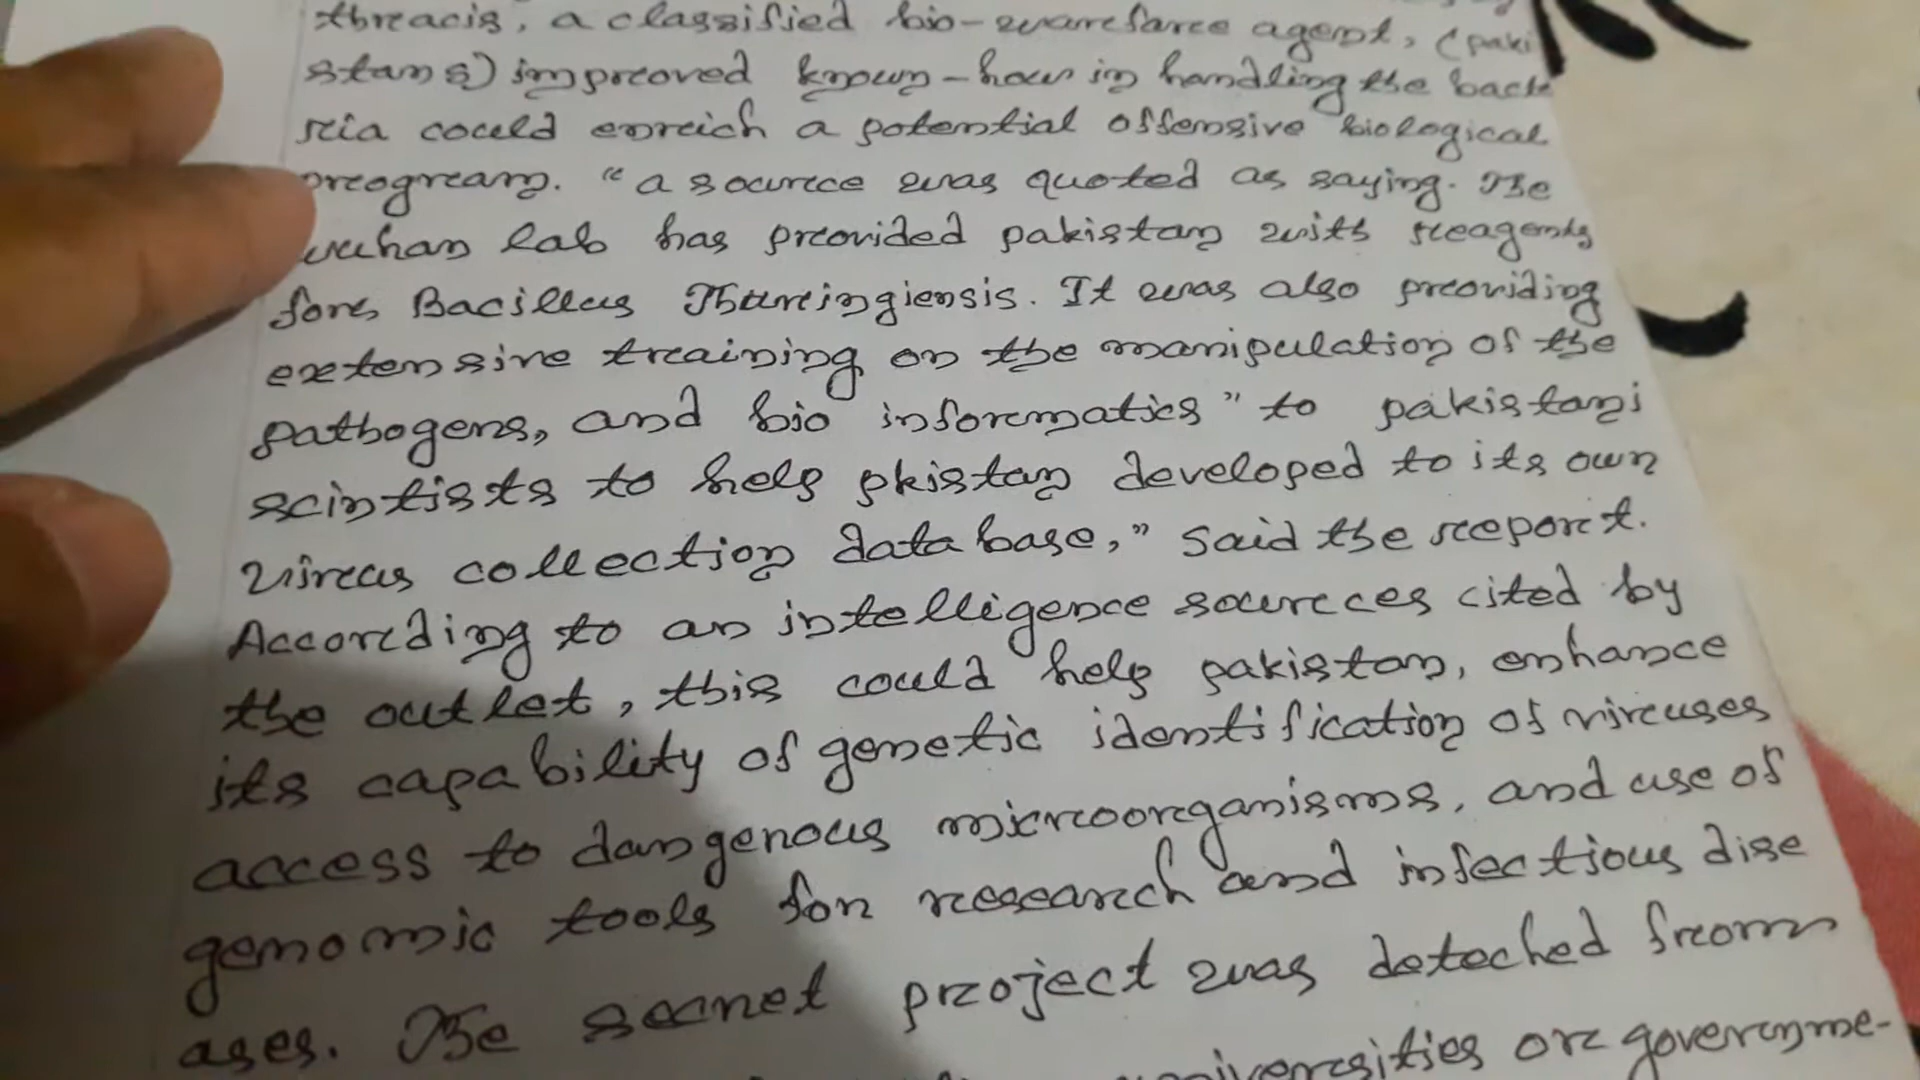 thracis, a classified bio-warefare agent, (paki
stans) improved known-how in handling the bacte
ria could enrich a potential offensive biological
program. "a source was quoted as saying. The
wuhan lab has provided pakistan with reagents
for Bacillus Thuringiensis. It was also providing
extensive training on the manipulation of the
pathogens, and bio informatics" to pakistani
scintists to help pkistan developed to its own
virus collection data base," said the report.
According to an intelligence sources cited by
the outlet, this could help pakistan, enhance
its capability of genetic identification of viruses
access to dangenous microorganisms, and use of
genomic tools for research and infectious dise
ases. The secret project was detached from
universities or governme-